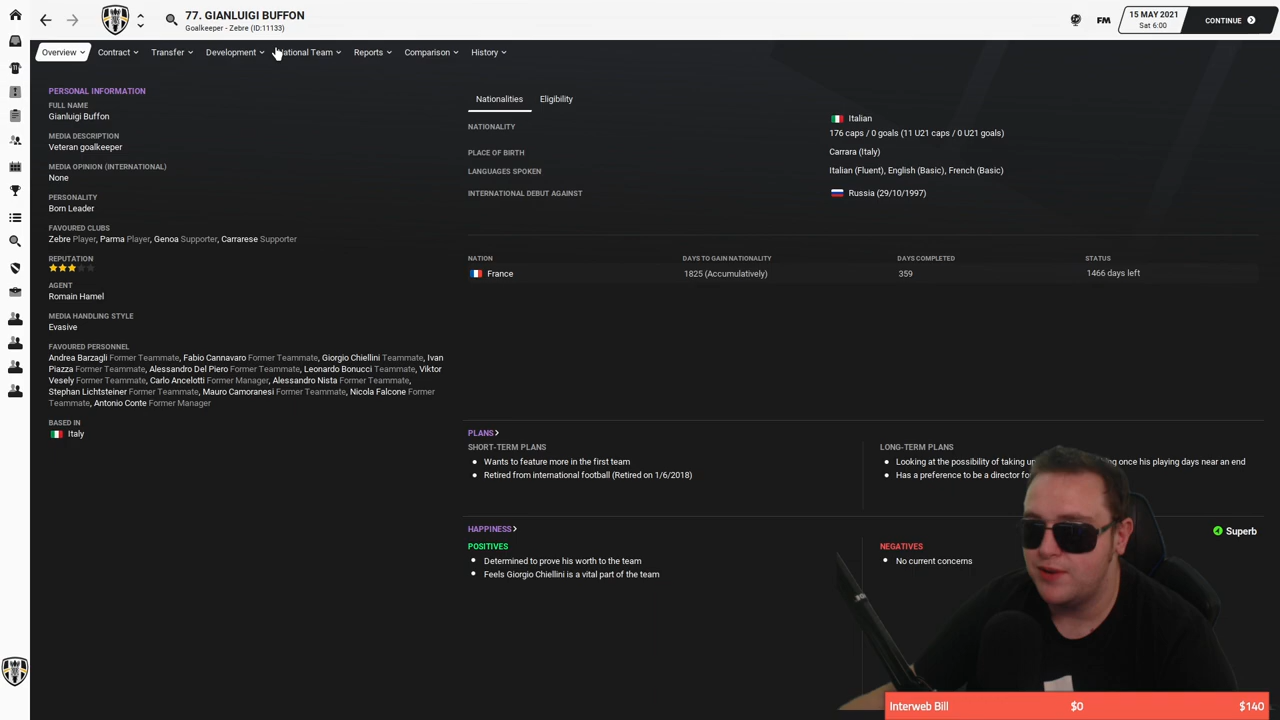 77. GIANLUIGI BUFFON
Goalkeeper - Zebre (ID:11133)
FM
15 MAY 2021
Sat 6:00
CONTINUE
Overview
Contract
Transfer
Development
National Team
Reports
Comparison
History
PERSONAL INFORMATION
FULL NAME
Gianluigi Buffon
MEDIA DESCRIPTION
Veteran goalkeeper
MEDIA OPINION (INTERNATIONAL)
None
PERSONALITY
Born Leader
FAVOURED CLUBS
Zebre Player, Parma Player, Genoa Supporter, Carrarese Supporter
REPUTATION
AGENT
Romain Hamel
MEDIA HANDLING STYLE
Evasive
FAVOURED PERSONNEL
Andrea Barzagli Former Teammate, Fabio Cannavaro Former Teammate, Giorgio Chiellini Teammate, Ivan
Piazza Former Teammate, Alessandro Del Piero Former Teammate, Leonardo Bonucci Teammate, Viktor
Vesely Former Teammate, Carlo Ancelotti Former Manager, Alessandro Nista Former Teammate,
Stephan Lichtsteiner Former Teammate, Mauro Camoranesi Former Teammate, Nicola Falcone Former
Teammate, Antonio Conte Former Manager
BASED IN
Italy
Nationalities
Eligibility
NATIONALITY
Italian
176 caps / 0 goals (11 U21 caps / 0 U21 goals)
PLACE OF BIRTH
Carrara (Italy)
LANGUAGES SPOKEN
Italian (Fluent), English (Basic), French (Basic)
INTERNATIONAL DEBUT AGAINST
Russia (29/10/1997)
NATION
DAYS TO GAIN NATIONALITY
DAYS COMPLETED
STATUS
France
1825 (Accumulatively)
359
1466 days left
PLANS
SHORT-TERM PLANS
Wants to feature more in the first team
Retired from international football (Retired on 1/6/2018)
LONG-TERM PLANS
Looking at the possibility of taking once his playing days near an end
Has a preference to be a director
HAPPINESS
Superb
POSITIVES
Determined to prove his worth to the team
Feels Giorgio Chiellini is a vital part of the team
NEGATIVES
No current concerns
Interweb Bill
$0
$140